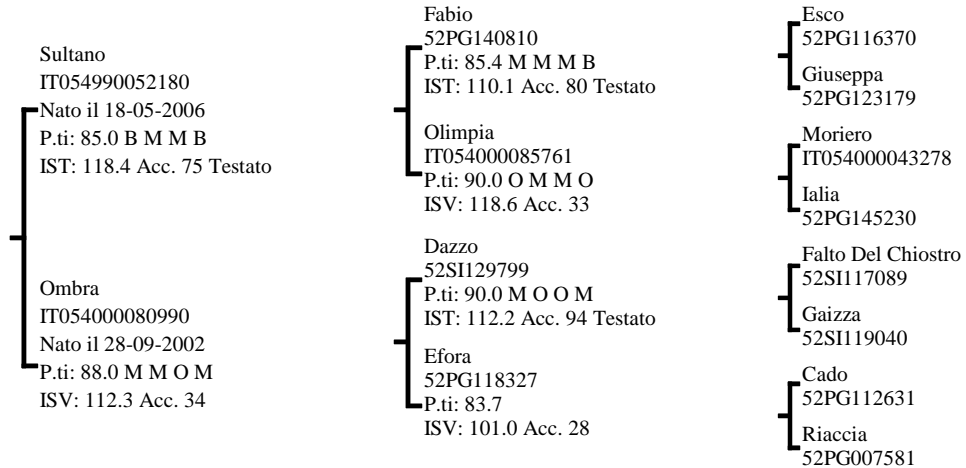 Sultano
IT054990052180
Nato il 18-05-2006
P.ti: 85.0 B M M B
IST: 118.4 Acc. 75 Testato
Ombra
IT054000080990
Nato il 28-09-2002
P.ti: 88.0 M M O M
ISV: 112.3 Acc. 34
Fabio
52PG140810
P.ti: 85.4 M M M B
IST: 110.1 Acc. 80 Testato
Olimpia
IT054000085761
P.ti: 90.0 O M M O
ISV: 118.6 Acc. 33
Dazzo
52SI129799
P.ti: 90.0 M O O M
IST: 112.2 Acc. 94 Testato
Efora
52PG118327
P.ti: 83.7
ISV: 101.0 Acc. 28
Esco
52PG116370
Giuseppa
52PG123179
Moriero
IT054000043278
Ialia
52PG145230
Falto Del Chiostro
52SI117089
Gaizza
52SI119040
Cado
52PG112631
Riaccia
52PG007581